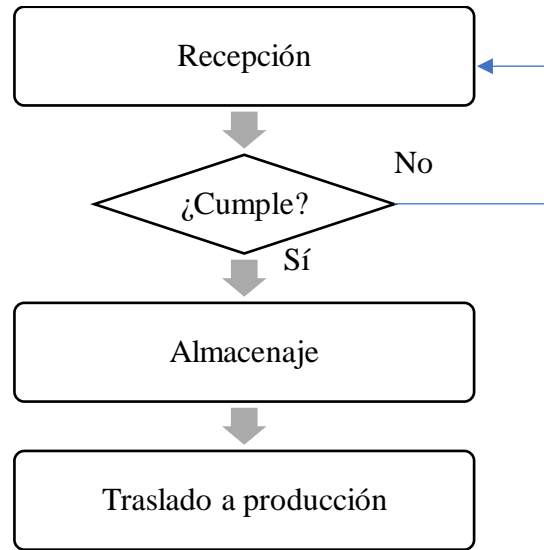 Recepción
No
¿Cumple?
Sí
Almacenaje
Traslado a producción